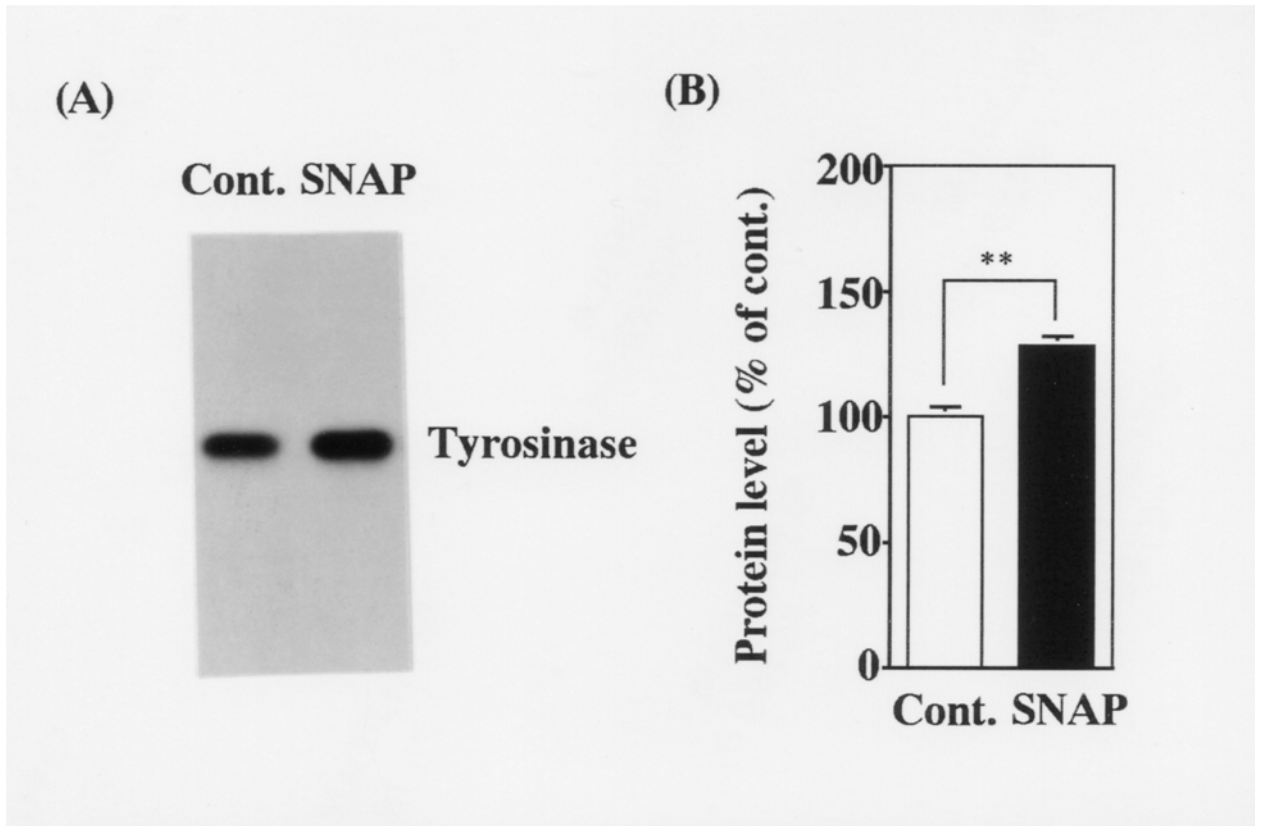 (A)
Cont. SNAP
Tyrosinase
(B)
Protein level (% of cont.)
200
150
100
50
0
**
Cont. SNAP